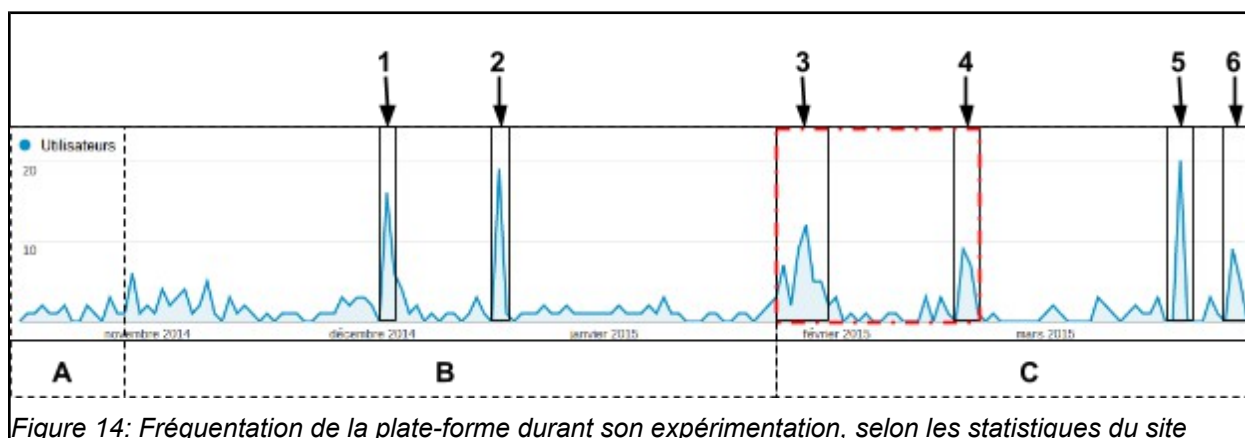 1 2 3 4 5 6
Utilisateurs
20
10
novembre 2014 décembre 2014 janvier 2015 février 2015 mars 2015
A B C
Figure 14: Fréquentation de la plate-forme durant son expérimentation, selon les statistiques du site